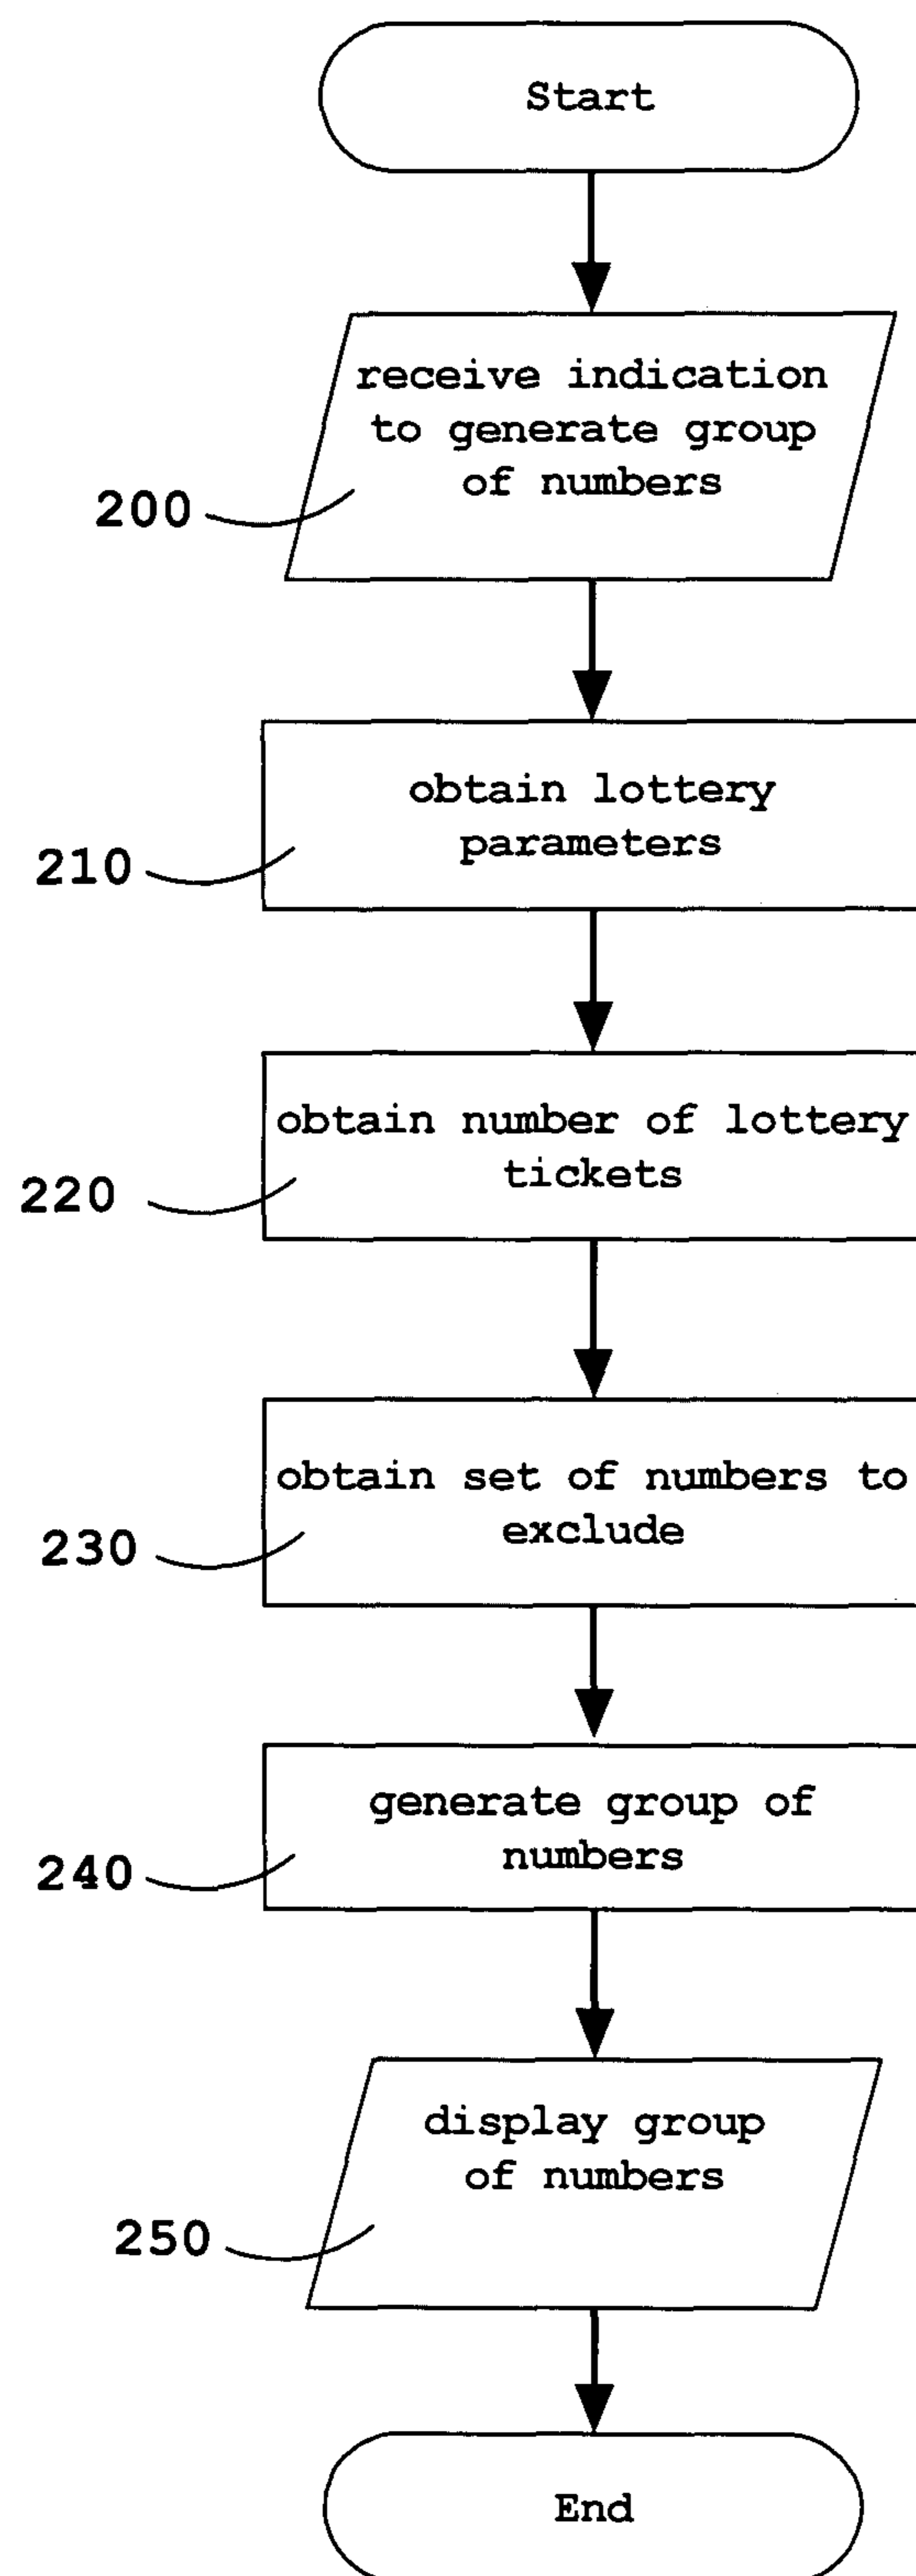 Start
receive indication
to generate group
of numbers
200
obtain lottery
parameters
210
obtain number of lottery
tickets
220
obtain set of numbers to
exclude
230
generate group of
numbers
240
display group
of numbers
250
End